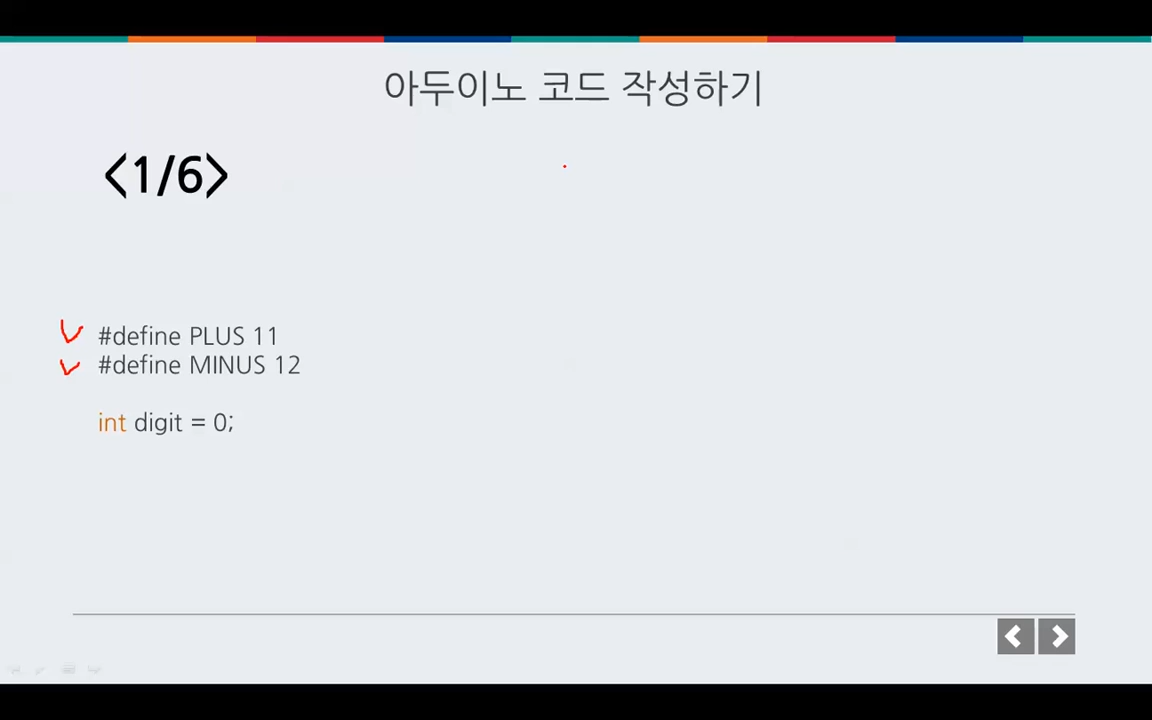 아두이노 코드 작성하기
<1/6>
#define PLUS 11
#define MINUS 12
int digit = 0;